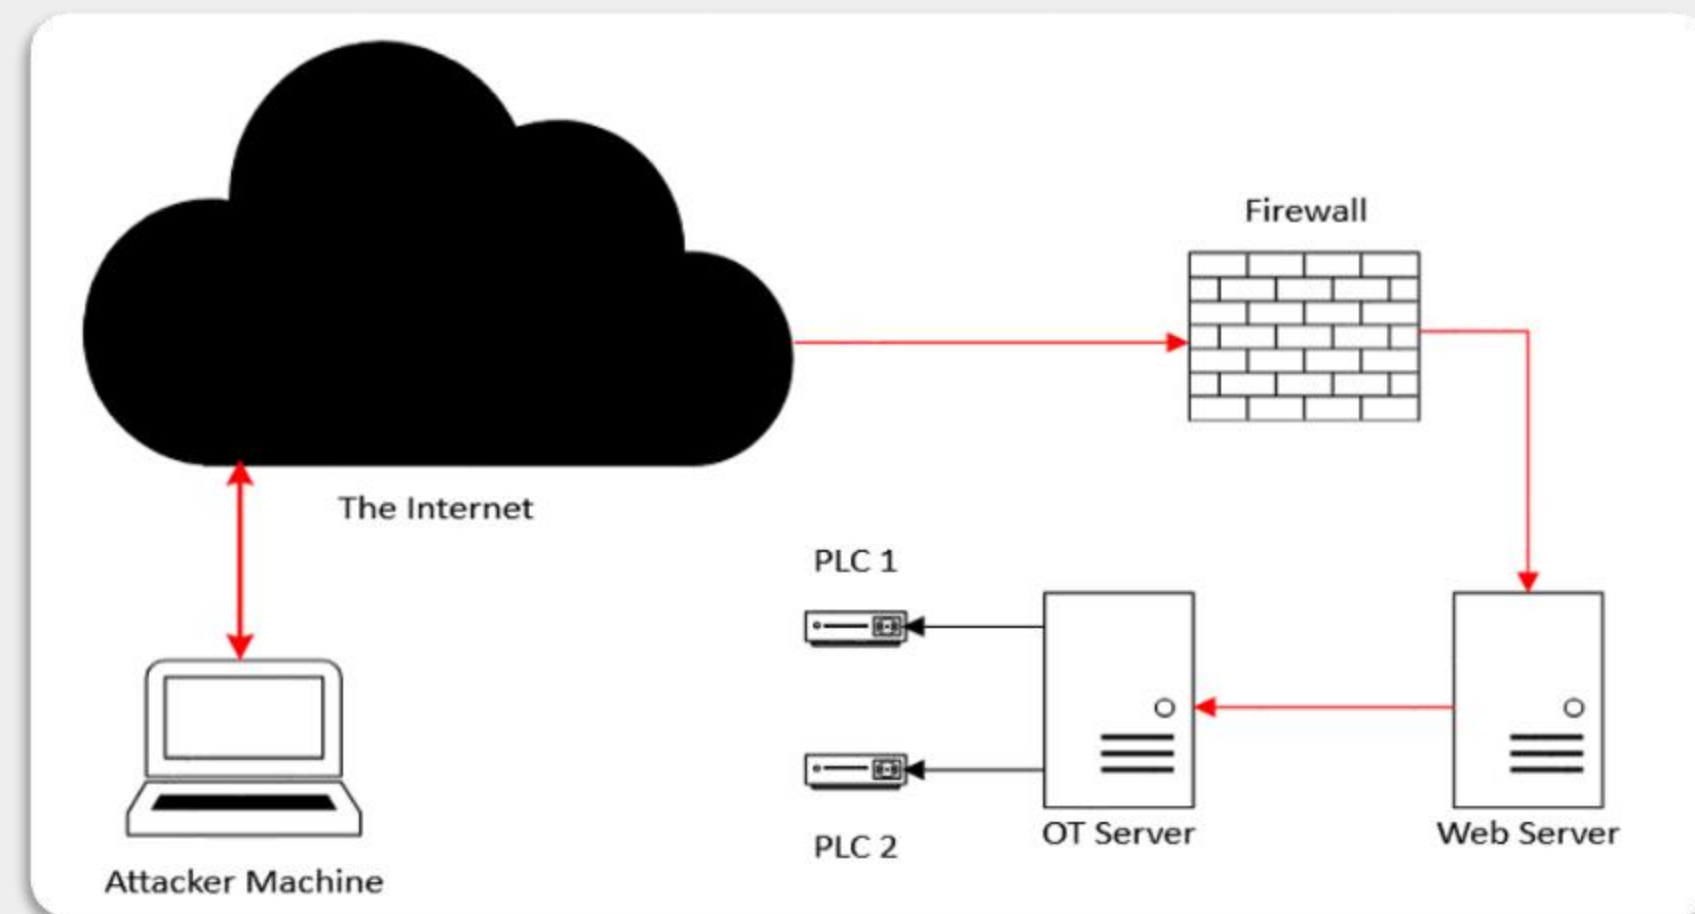 Firewall
The Internet
PLC 1
PLC 2
OT Server
Web Server
Attacker Machine